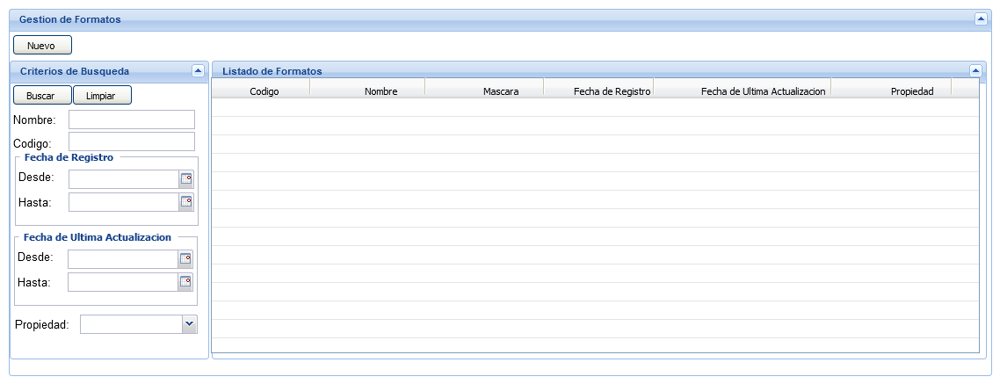 Gestion de Formatos
Nuevo
Criterios de Busqueda
Buscar Limpiar
Nombre:
Codigo:
Fecha de Registro
Desde:
Hasta:
Fecha de Ultima Actualizacion
Desde:
Hasta:
Propiedad:
Listado de Formatos
Codigo Nombre Mascara Fecha de Registro Fecha de Ultima Actualizacion Propiedad